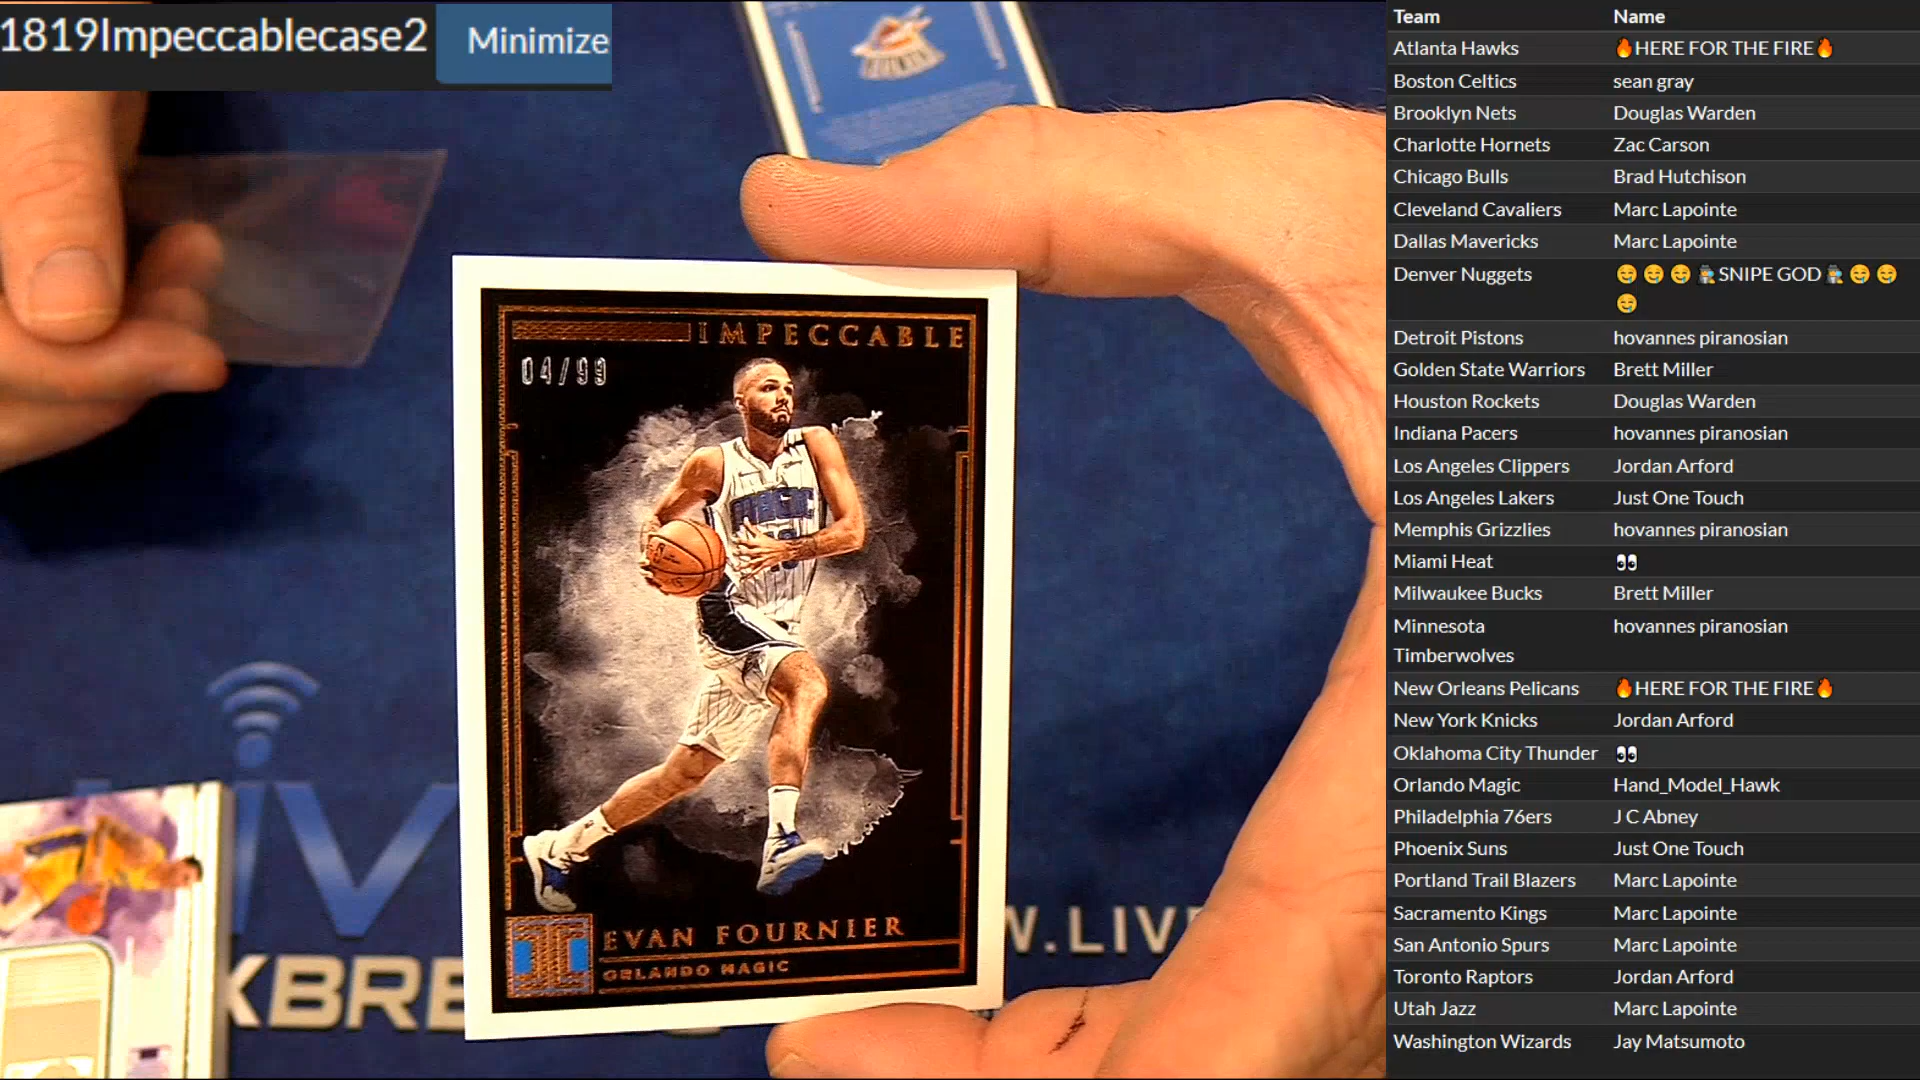 1819Impeccablecase2
Minimize
IMPECCABLE
04/99
MAGIC
EVAN FOURNIER
ORLANDO MAGIC
Team Name
Atlanta Hawks 🔥HERE FOR THE FIRE🔥
Boston Celtics sean gray
Brooklyn Nets Douglas Warden
Charlotte Hornets Zac Carson
Chicago Bulls Brad Hutchison
Cleveland Cavaliers Marc Lapointe
Dallas Mavericks Marc Lapointe
Denver Nuggets SNIPE GOD
Detroit Pistons hovannes piranosian
Golden State Warriors Brett Miller
Houston Rockets Douglas Warden
Indiana Pacers hovannes piranosian
Los Angeles Clippers Jordan Arford
Los Angeles Lakers Just One Touch
Memphis Grizzlies hovannes piranosian
Miami Heat 👀
Milwaukee Bucks Brett Miller
Minnesota hovannes piranosian
Timberwolves
New Orleans Pelicans 🔥HERE FOR THE FIRE🔥
New York Knicks Jordan Arford
Oklahoma City Thunder 👀
Orlando Magic Hand_Model_Hawk
Philadelphia 76ers J C Abney
Phoenix Suns Just One Touch
Portland Trail Blazers Marc Lapointe
Sacramento Kings Marc Lapointe
San Antonio Spurs Marc Lapointe
Toronto Raptors Jordan Arford
Utah Jazz Marc Lapointe
Washington Wizards Jay Matsumoto